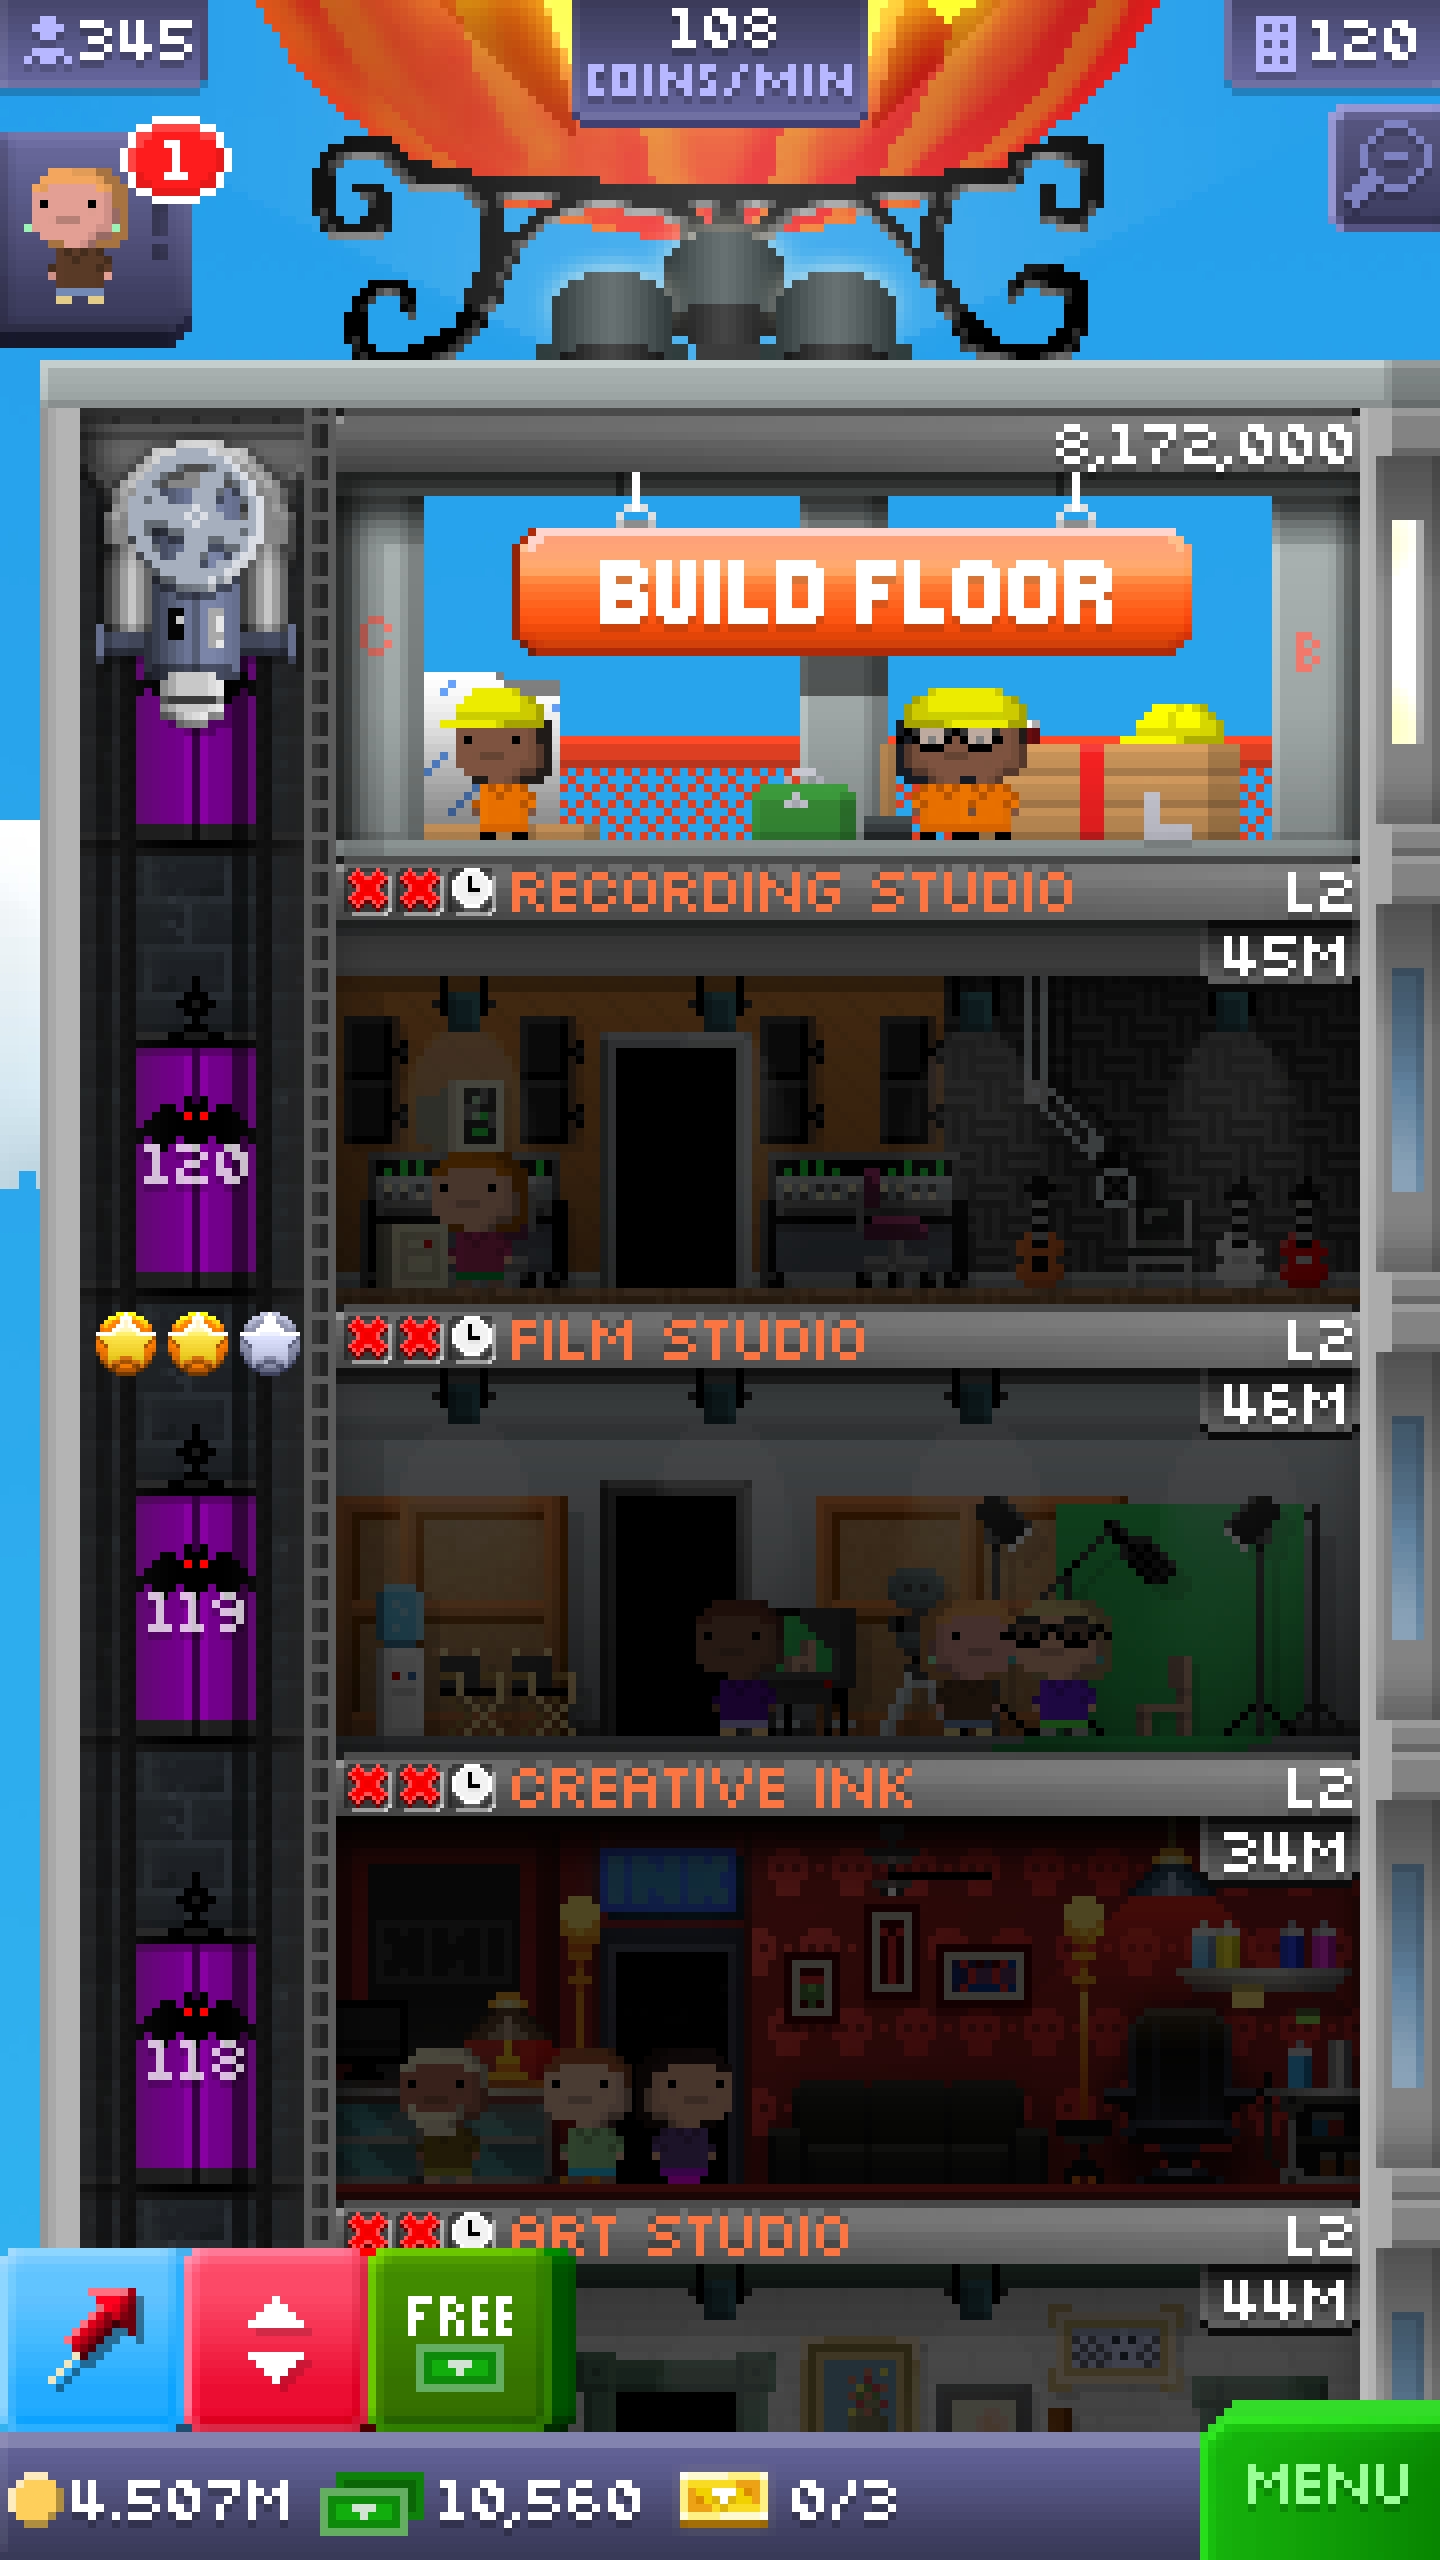 345
108
COINS/MIN
120
1
8,172,000
BUILD FLOOR
C
B
RECORDING STUDIO L2
45M
120
FILM STUDIO L2
46M
119
CREATIVE INK L2
34M
INK
INK
118
ART STUDIO L2
44M
FREE
4.507M 10,560 0/3
MENU